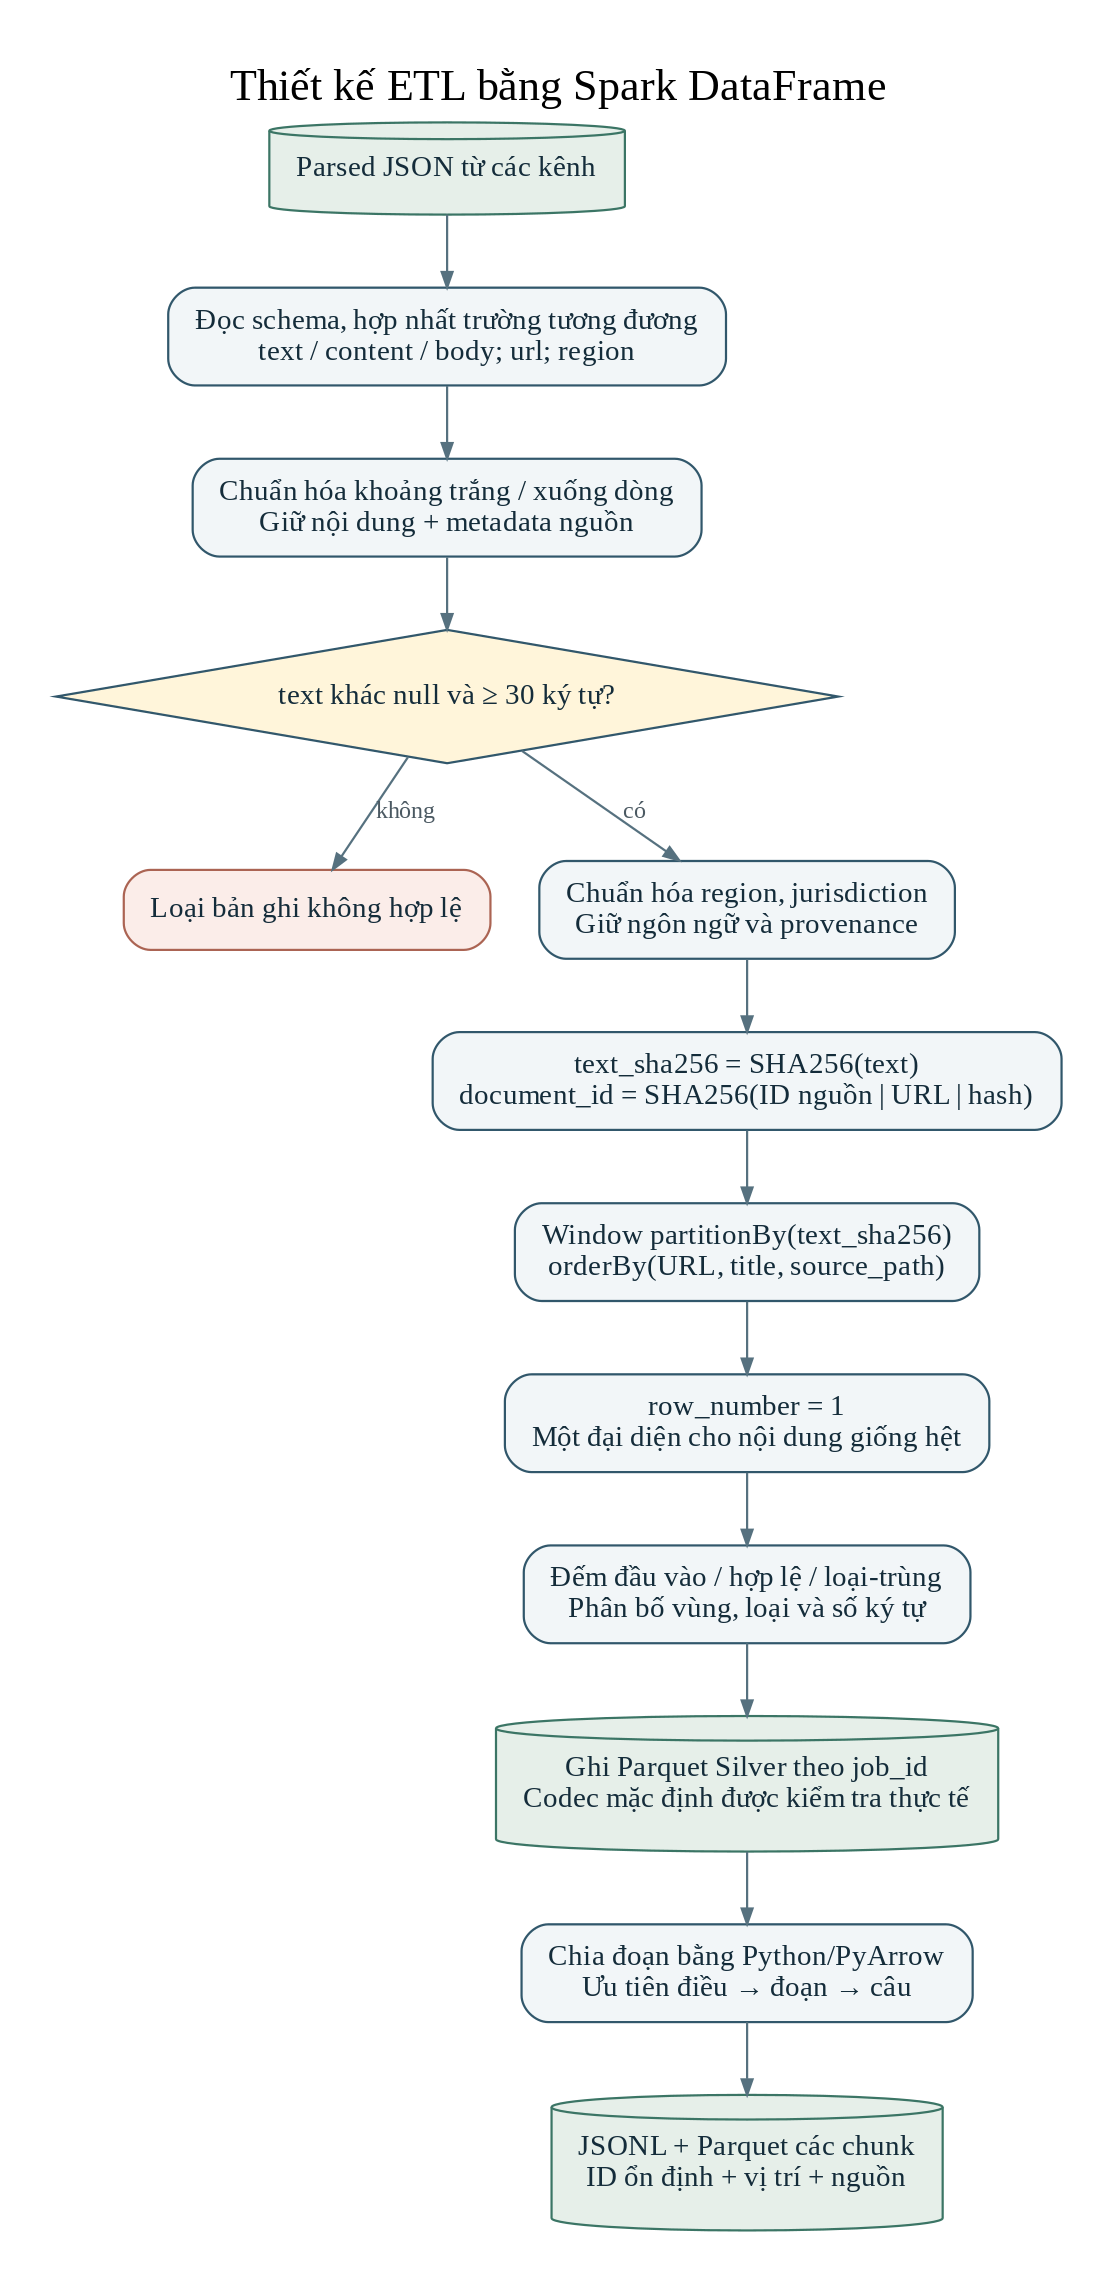 Thiết kế ETL bằng Spark DataFrame
Parsed JSON từ các kênh
Đọc schema, hợp nhất trường tương đương
text / content / body; url; region
Chuẩn hóa khoảng trắng / xuống dòng
Giữ nội dung + metadata nguồn
text khác null và ≥ 30 ký tự?
không
có
Loại bản ghi không hợp lệ
Chuẩn hóa region, jurisdiction
Giữ ngôn ngữ và provenance
text_sha256 = SHA256(text)
document_id = SHA256(ID nguồn | URL | hash)
Window partitionBy(text_sha256)
orderBy(URL, title, source_path)
row_number = 1
Một đại diện cho nội dung giống hệt
Đếm đầu vào / hợp lệ / loại-trùng
Phân bố vùng, loại và số ký tự
Ghi Parquet Silver theo job_id
Codec mặc định được kiểm tra thực tế
Chia đoạn bằng Python/PyArrow
Ưu tiên điều → đoạn → câu
JSONL + Parquet các chunk
ID ổn định + vị trí + nguồn